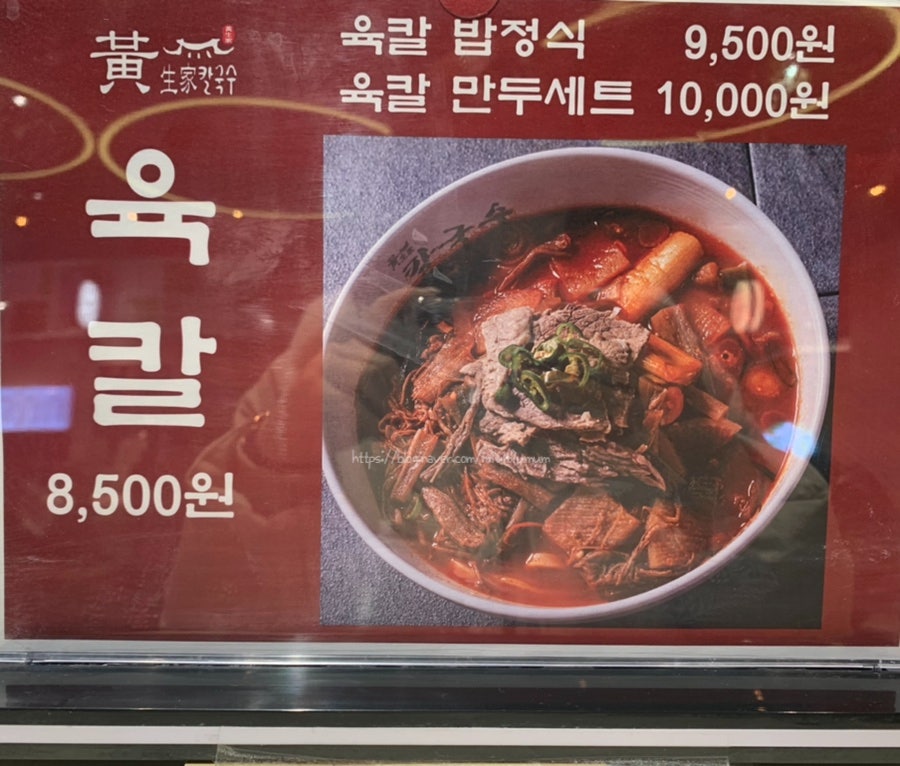 黃生家칼국수
육칼 밥정식 9,500원
육칼 만두세트 10,000원
육칼
8,500원